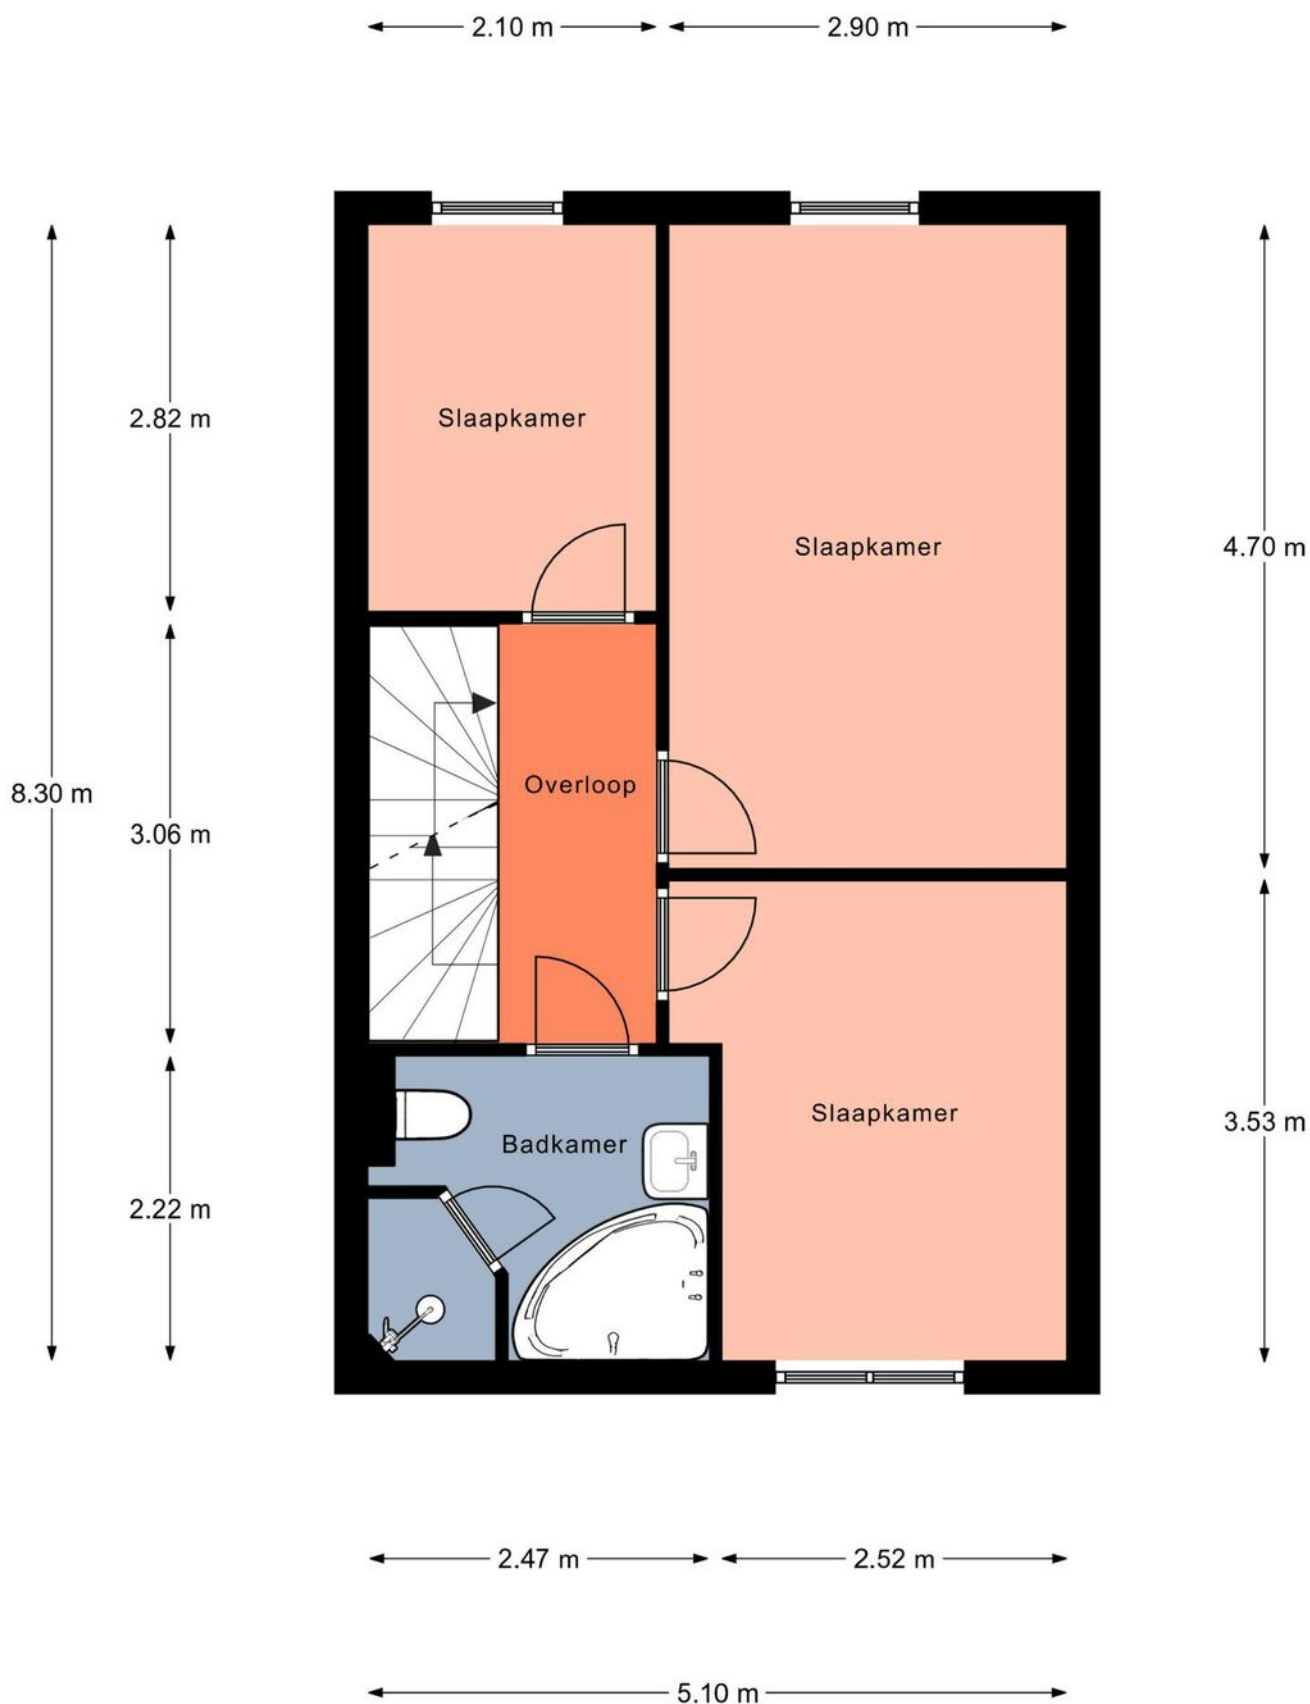 2.10 m
2.90 m
2.82 m
Slaapkamer
Slaapkamer
4.70 m
Overloop
8.30 m
3.06 m
Slaapkamer
3.53 m
Badkamer
2.22 m
2.47 m
2.52 m
5.10 m